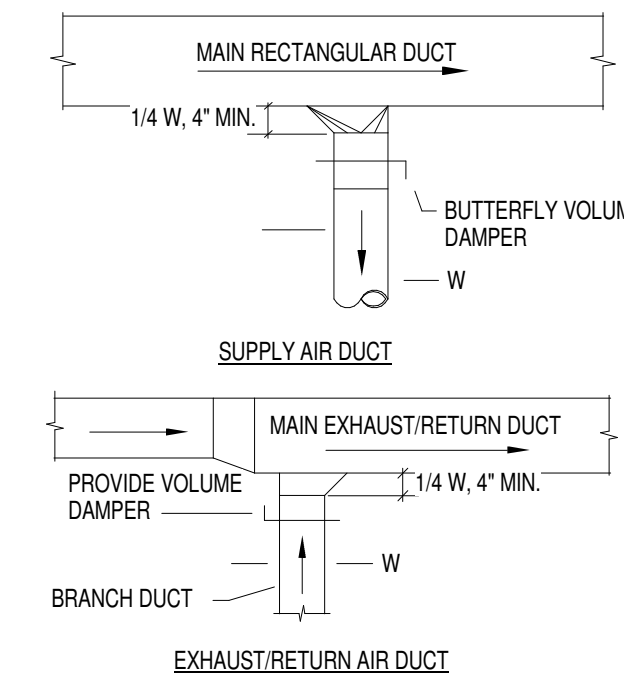 MAIN RECTANGULAR DUCT
1/4 W, 4" MIN.
BUTTERFLY VOLUM
DAMPER
W
SUPPLY AIR DUCT
MAIN EXHAUST/RETURN DUCT
1/4 W, 4" MIN.
PROVIDE VOLUME
DAMPER
W
BRANCH DUCT
EXHAUST/RETURN AIR DUCT